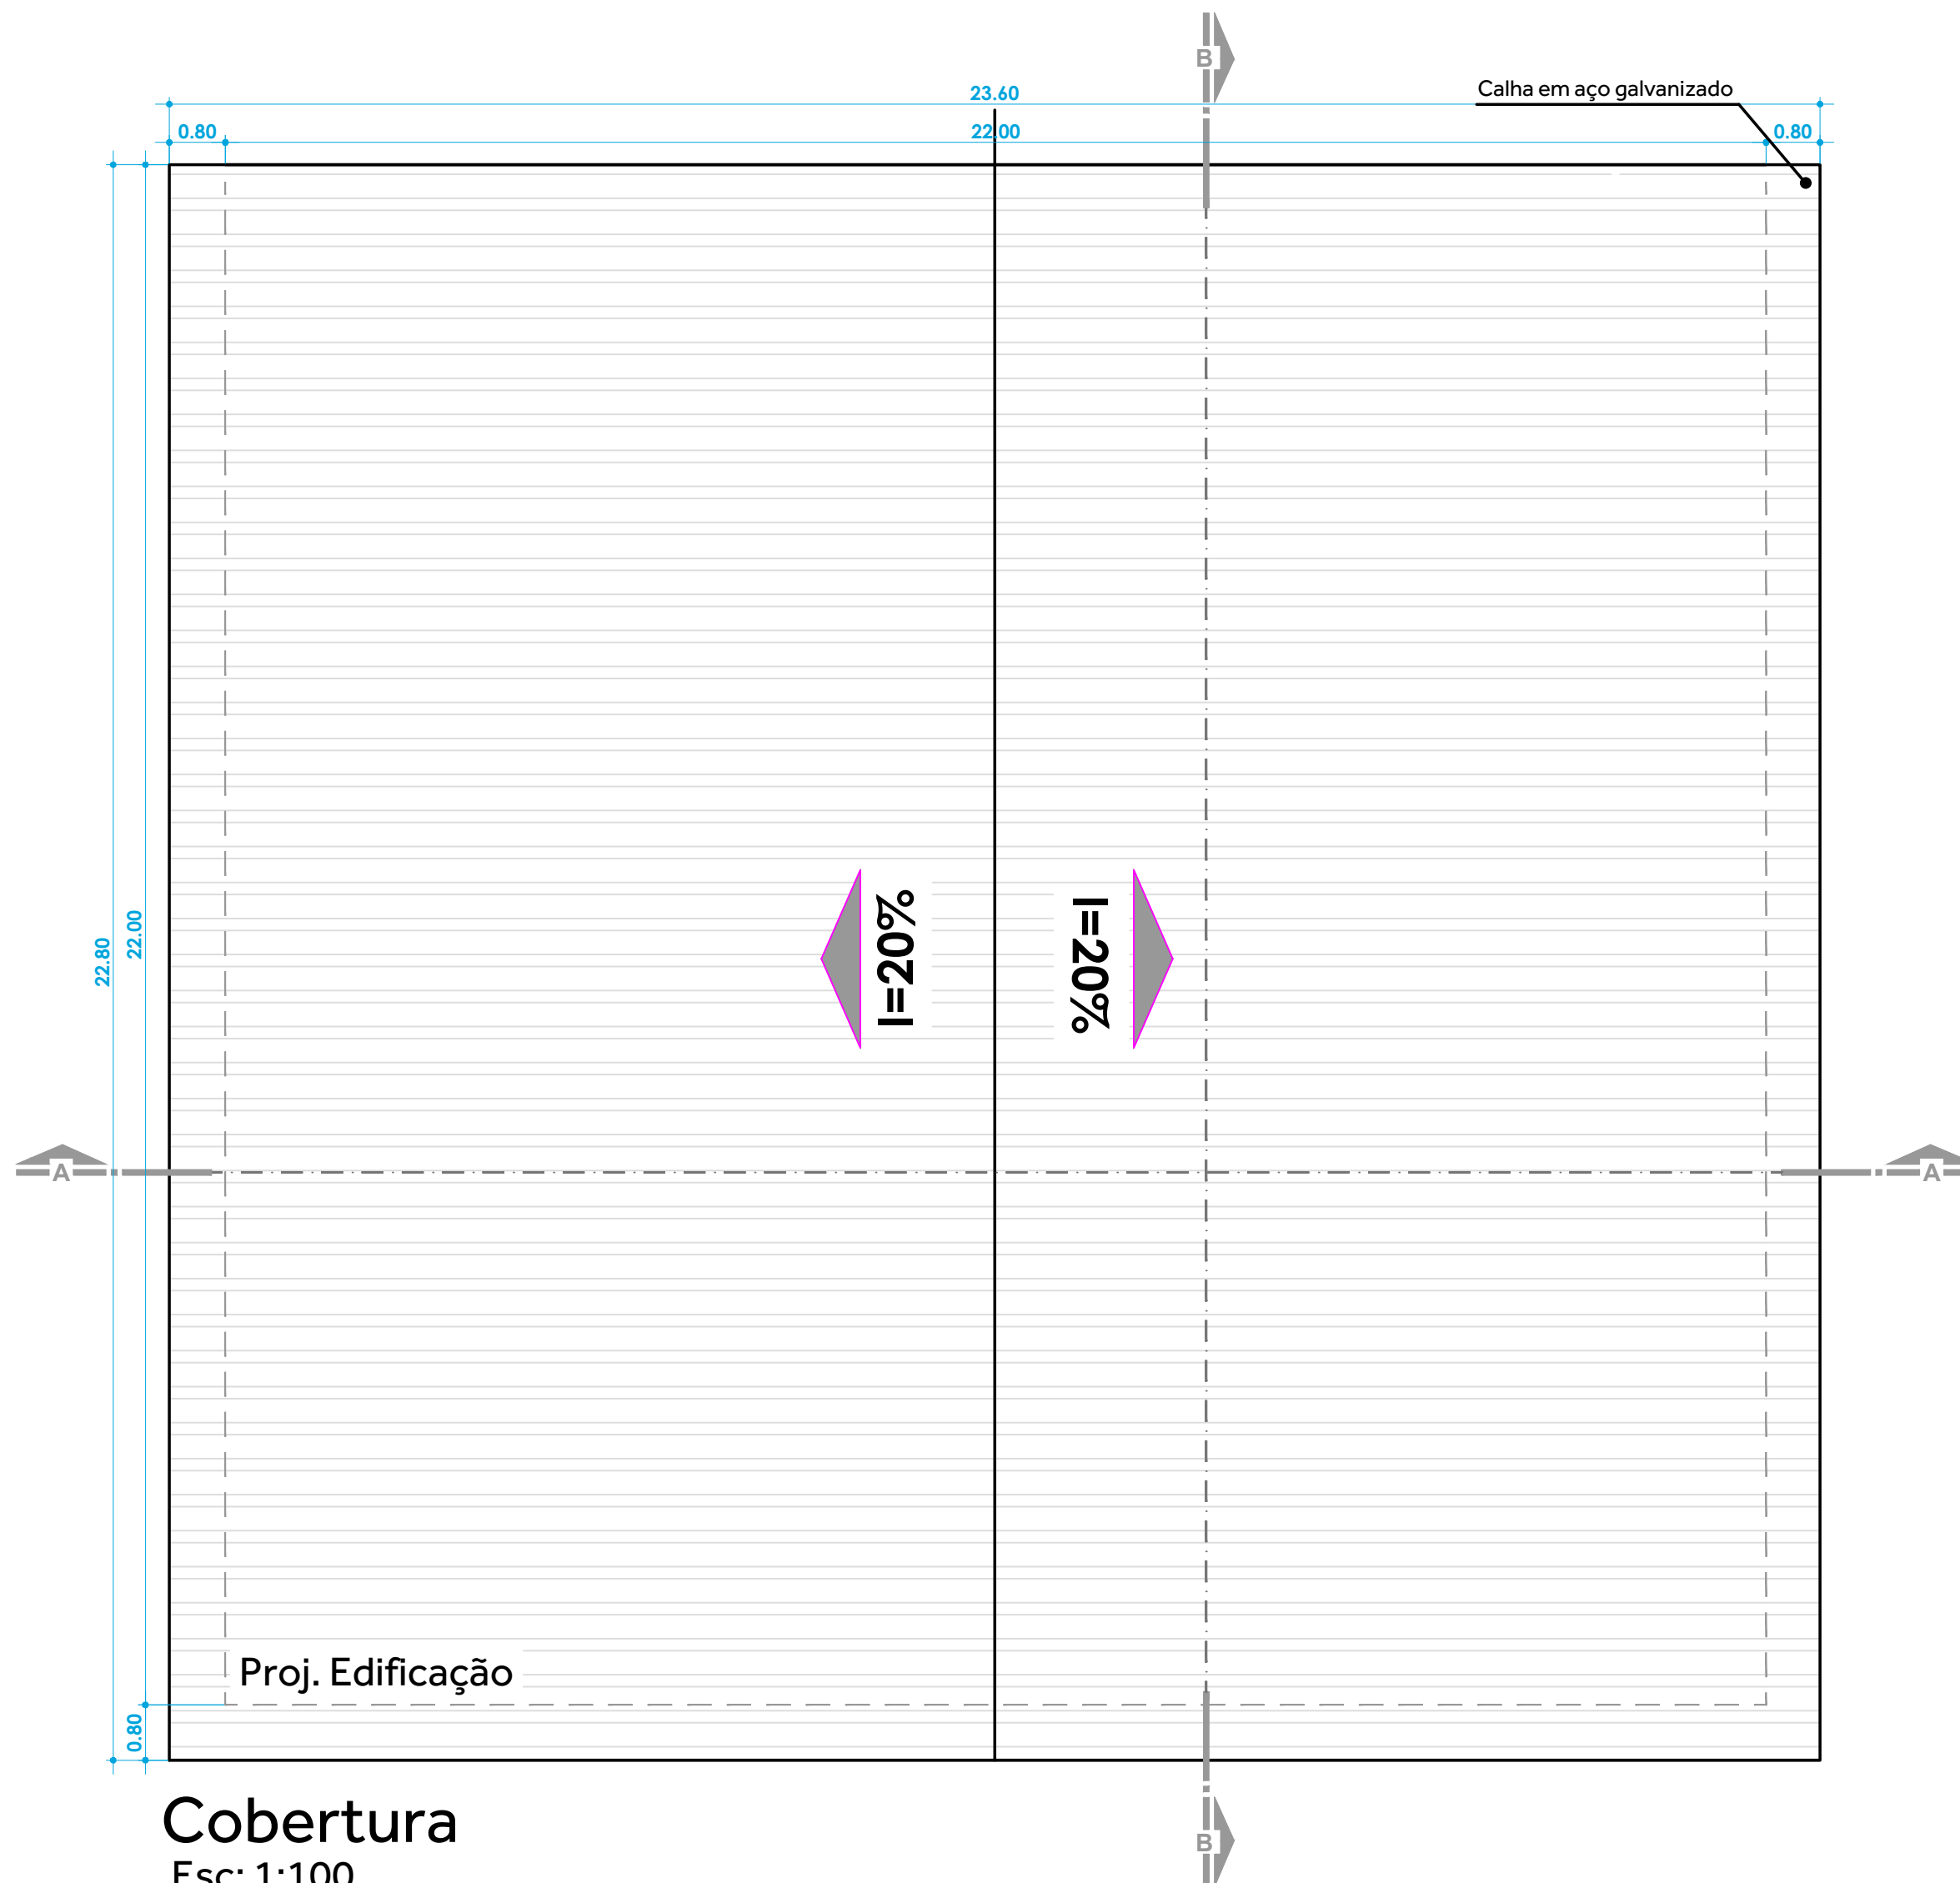 B
23.60
Calha em aço galvanizado
0.80
22.00
0.80
22.80
22.00
I=20%
I=20%
A
A
Proj. Edificação
0.80
Cobertura
B
Esc: 1:100